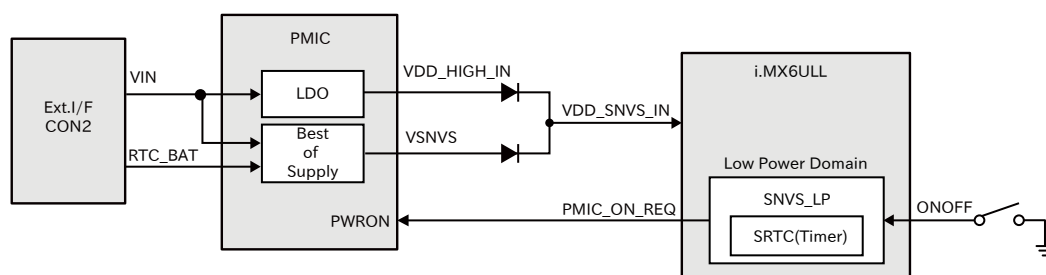 PMIC
Ext.I/F
CON2
VIN
RTC_BAT
LDO
Best
of
Supply
PWRON
VDD_HIGH_IN
VSNVS
VDD_SNVS_IN
PMIC_ON_REQ
i.MX6ULL
Low Power Domain
SNVS_LP
SRTC(Timer)
ONOFF